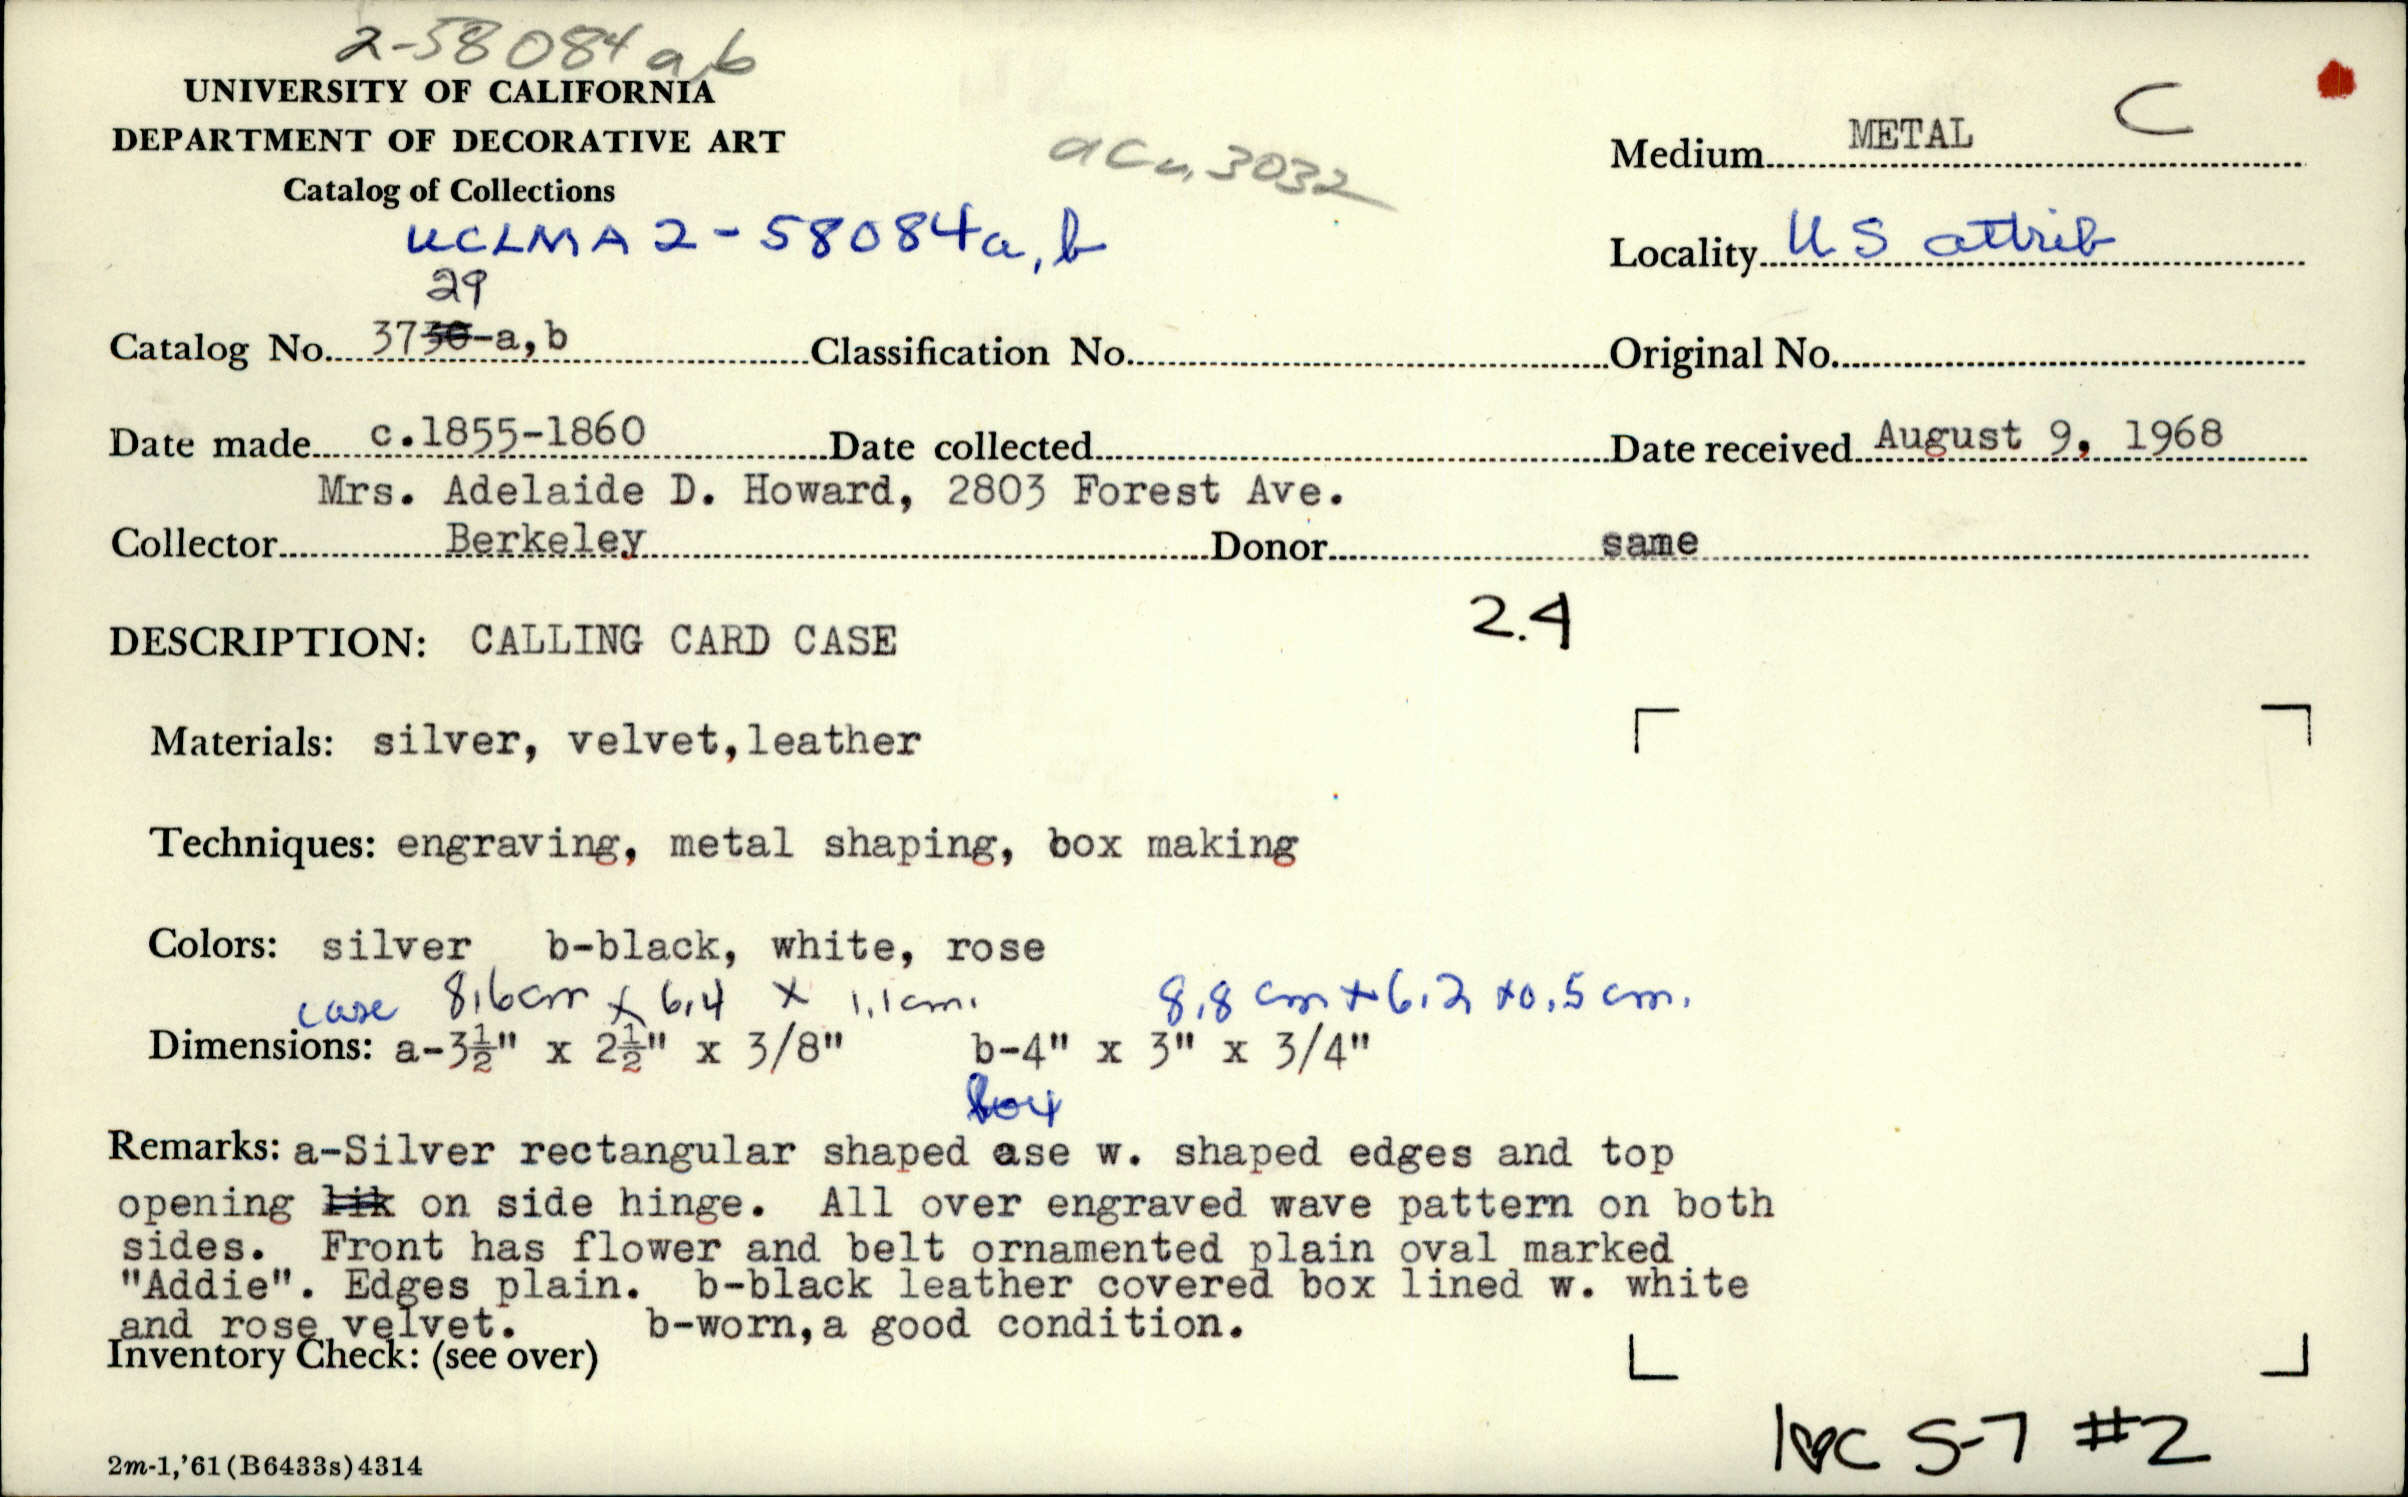 2-58084 a,b
UNIVERSITY OF CALIFORNIA
DEPARTMENT OF DECORATIVE ART
Catalog of Collections
acu. 3032
Medium METAL C
UCLMA 2-58084a,b
Locality US attrib
29
Catalog No. 3730-a,b Classification No. Original No.
Date made c.1855-1860 Date collected Date received August 9, 1968
Mrs. Adelaide D. Howard, 2803 Forest Ave.
Collector Berkeley Donor same
2.4
DESCRIPTION: CALLING CARD CASE
Materials: silver, velvet,leather
Techniques: engraving, metal shaping, box making
Colors: silver b-black, white, rose
case 8.6cm x 6.4 x 1.1cm. 8.8 cm x 6.2 x 0.5 cm.
Dimensions: a-3½" x 2½" x 3/8" b-4" x 3" x 3/4"
box
Remarks: a-Silver rectangular shaped case w. shaped edges and top
opening lik on side hinge. All over engraved wave pattern on both
sides. Front has flower and belt ornamented plain oval marked
"Addie". Edges plain. b-black leather covered box lined w. white
and rose velvet. b-worn,a good condition.
Inventory Check: (see over)
loc S-7 #2
2m-1,'61(B6433s)4314